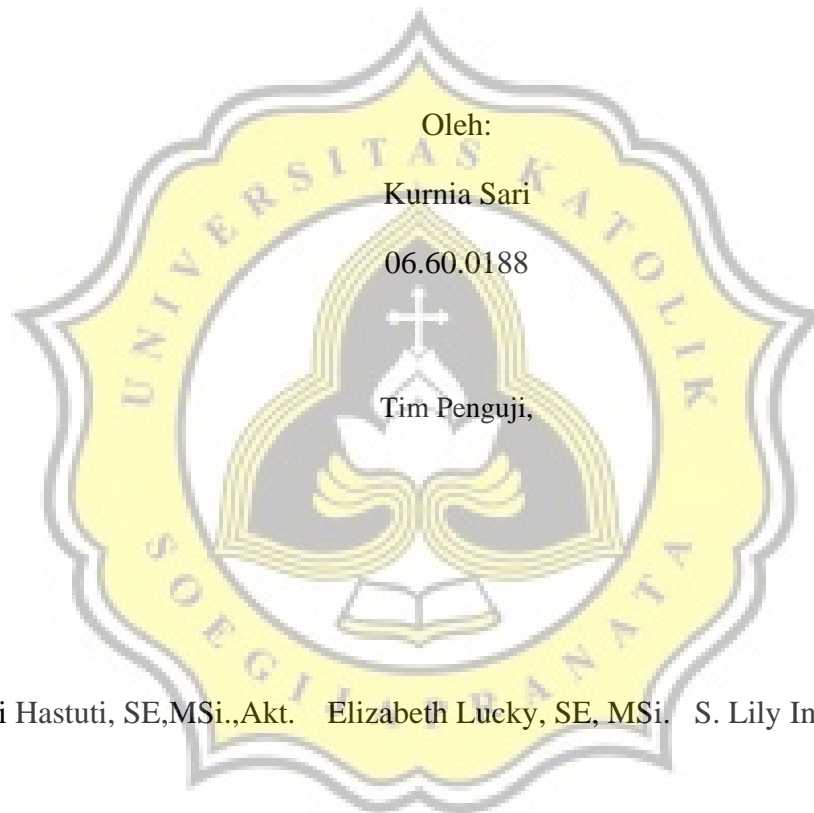 Oleh:
Kurnia Sari
06.60.0188
Tim Penguji,
UNIVERSITAS KATOLIK
SOEGIJAPRANATA
i Hastuti, SE,MSi.,Akt. Elizabeth Lucky, SE, MSi. S. Lily In